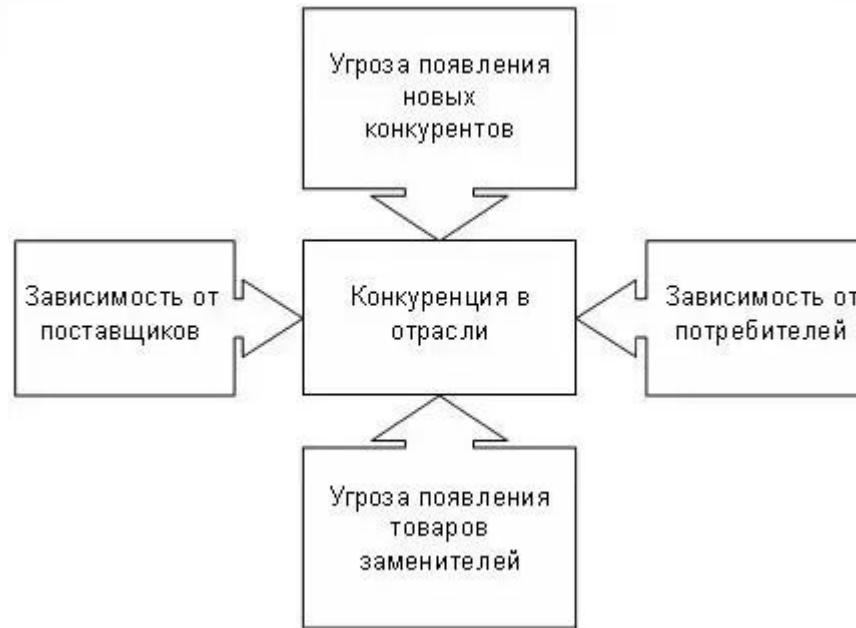 Угроза появления
новых
конкурентов
Зависимость от
поставщиков
Конкуренция в
отрасли
Зависимость от
потребителей
Угроза появления
товаров
заменителей